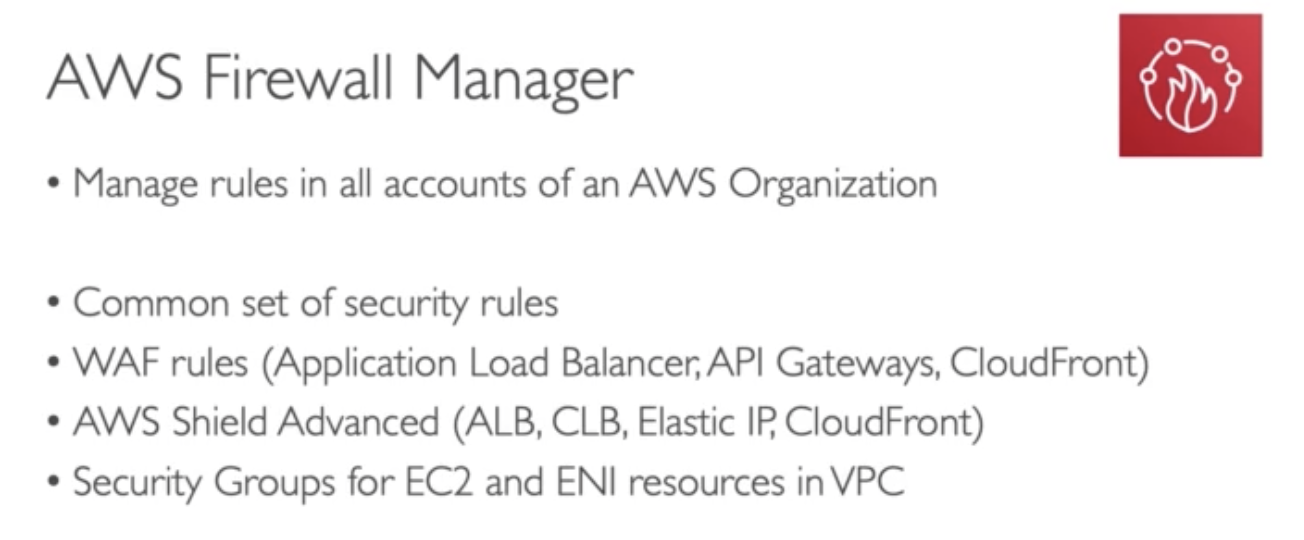 AWS Firewall Manager
• Manage rules in all accounts of an AWS Organization
• Common set of security rules
• WAF rules (Application Load Balancer, API Gateways, CloudFront)
• AWS Shield Advanced (ALB, CLB, Elastic IP, CloudFront)
• Security Groups for EC2 and ENI resources in VPC